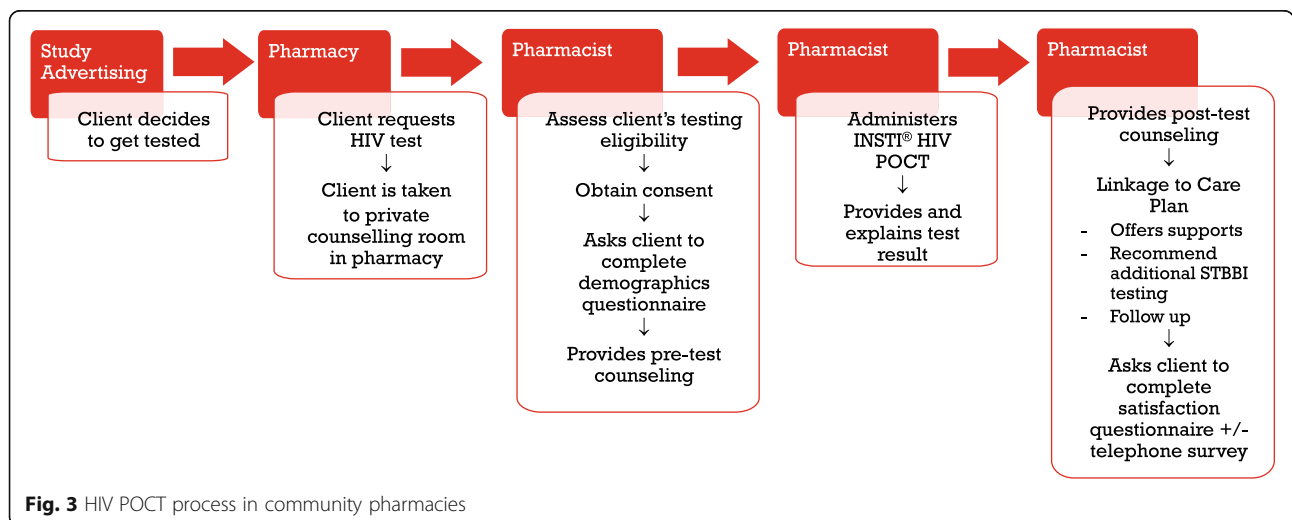 Study
Advertising
Client decides
to get tested
Pharmacy
Client requests
HIV test
↓
Client is taken
to private
counselling room
in pharmacy
Pharmacist
Assess client's testing
eligibility
↓
Obtain consent
↓
Asks client to
complete
demographics
questionnaire
↓
Provides pre-test
counseling
Pharmacist
Administers
INSTI® HIV
POCT
↓
Provides and
explains test
result
Pharmacist
Provides post-test
counseling
↓
Linkage to Care
Plan
- Offers supports
- Recommend
additional STBBI
testing
- Follow up
↓
Asks client to
complete
satisfaction
questionnaire +/-
telephone survey
Fig. 3 HIV POCT process in community pharmacies